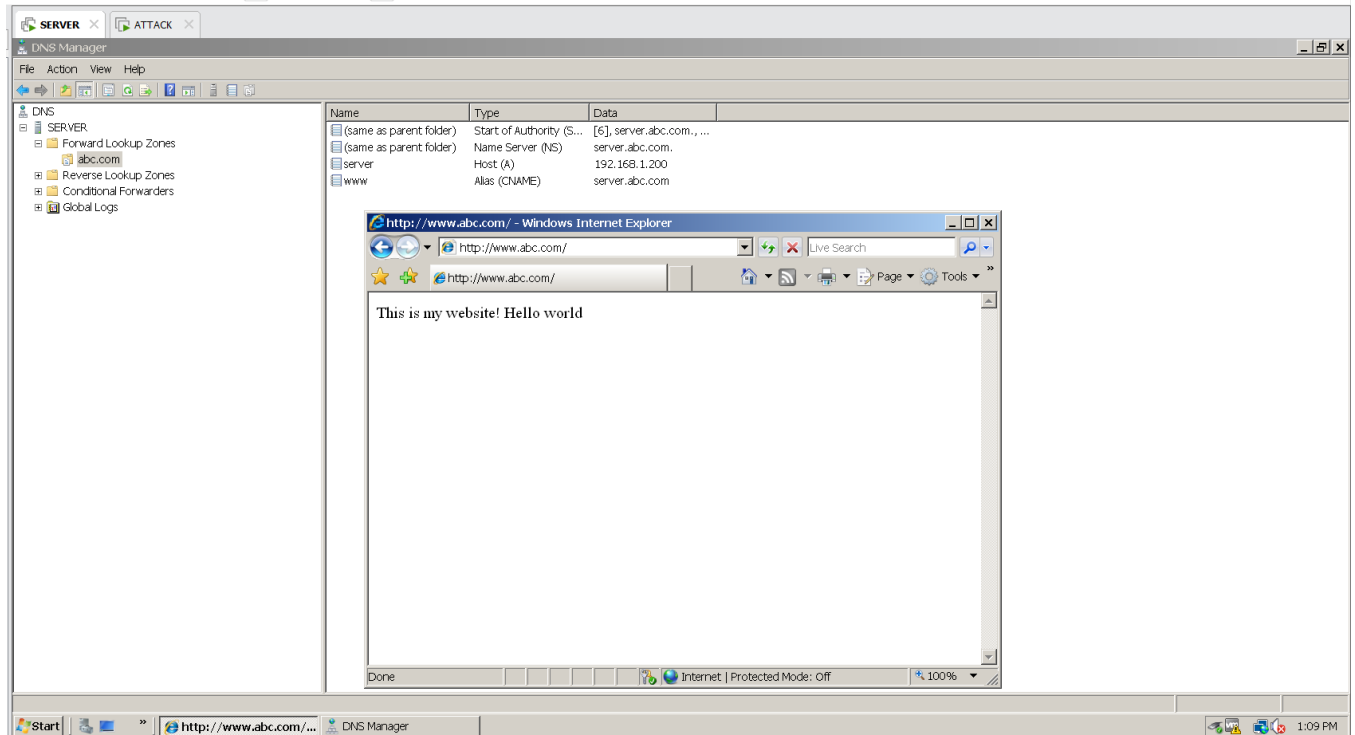 SERVER
ATTACK
DNS Manager
File Action View Help
DNS
SERVER
Forward Lookup Zones
abc.com
Reverse Lookup Zones
Conditional Forwarders
Global Logs
Name Type Data
(same as parent folder) Start of Authority (S... [6], server.abc.com., ...
(same as parent folder) Name Server (NS) server.abc.com.
server Host (A) 192.168.1.200
www Alias (CNAME) server.abc.com
http://www.abc.com/ - Windows Internet Explorer
http://www.abc.com/ Live Search
http://www.abc.com/ Page Tools »
This is my website! Hello world
Done Internet | Protected Mode: Off 100%
Start » http://www.abc.com/... DNS Manager 1:09 PM